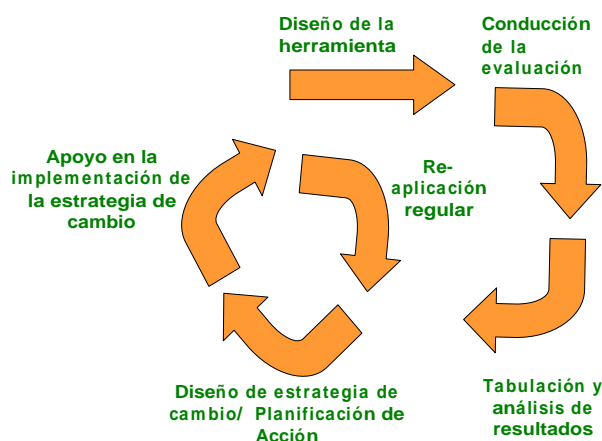 Diseño de la
herramienta
Conducción
de la
evaluación
Apoyo en la
implementación de
la estrategia de
cambio
Re-
aplicación
regular
Diseño de estrategia de
cambio/ Planificación de
Acción
Tabulación y
análisis de
resultados